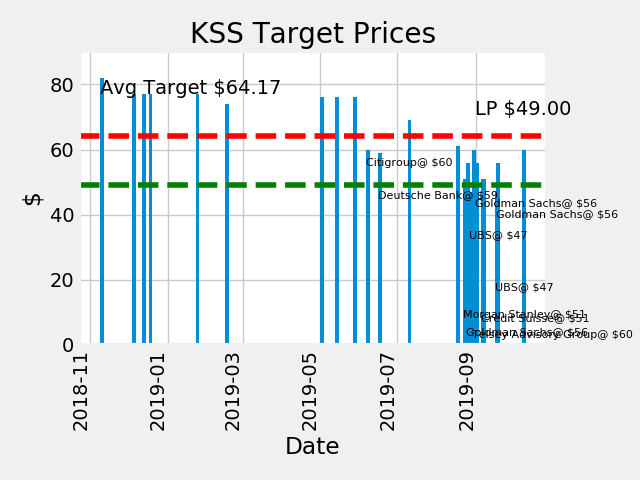 KSS Target Prices
Avg Target $64.17
LP $49.00
80
60
40
20
0
$
Citigroup@ $60
Deutsche Bank@ $59
Goldman Sachs@ $56
Goldman Sachs@ $56
UBS@ $47
UBS@ $47
Morgan Stanley@ $51
Credit Suisse@ $51
Goldman Sachs@ $56
Telsey Advisory Group@ $60
2018-11
2019-01
2019-03
2019-05
2019-07
2019-09
Date